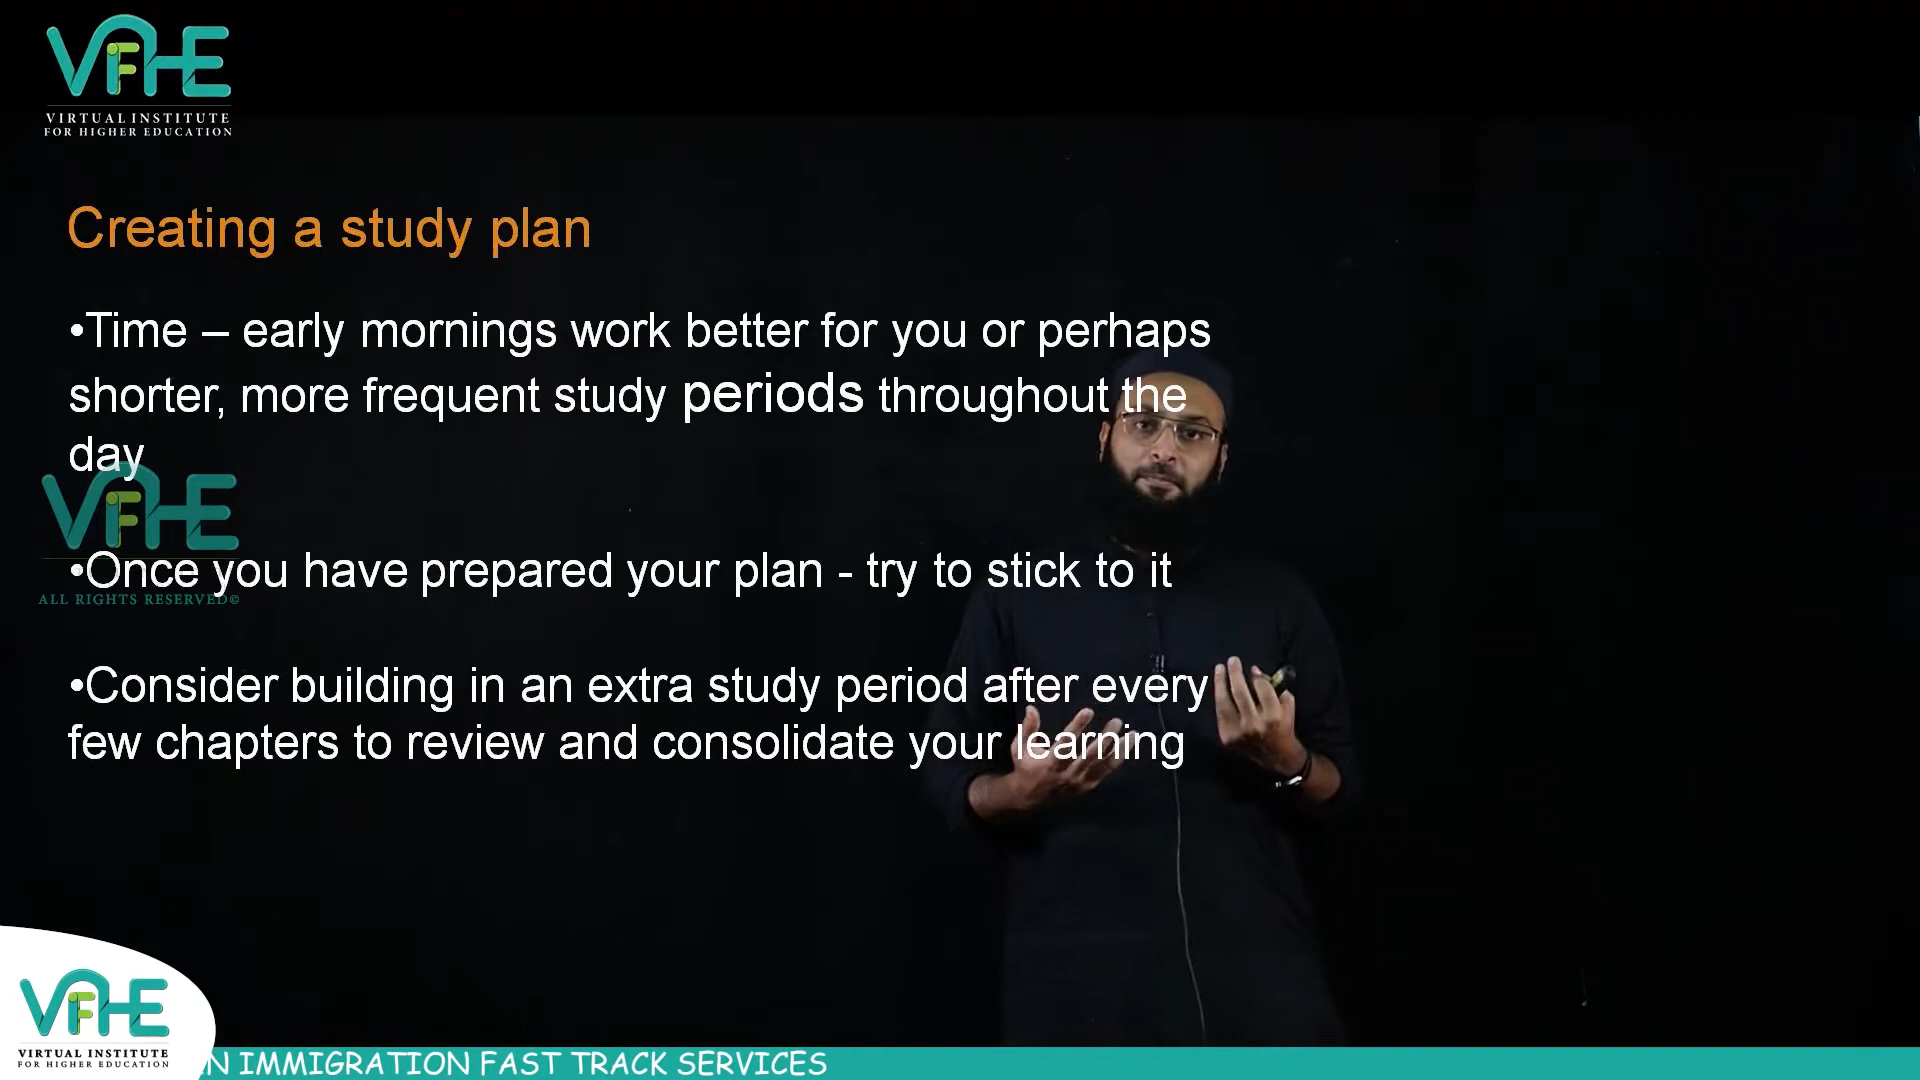 VIFHE
VIRTUAL INSTITUTE
FOR HIGHER EDUCATION
Creating a study plan
•Time – early mornings work better for you or perhaps
shorter, more frequent study periods throughout the
day
VIFHE
•Once you have prepared your plan - try to stick to it
ALL RIGHTS RESERVED©
•Consider building in an extra study period after every
few chapters to review and consolidate your learning
VIFHE
VIRTUAL INSTITUTE
FOR HIGHER EDUCATION
IMMIGRATION FAST TRACK SERVICES